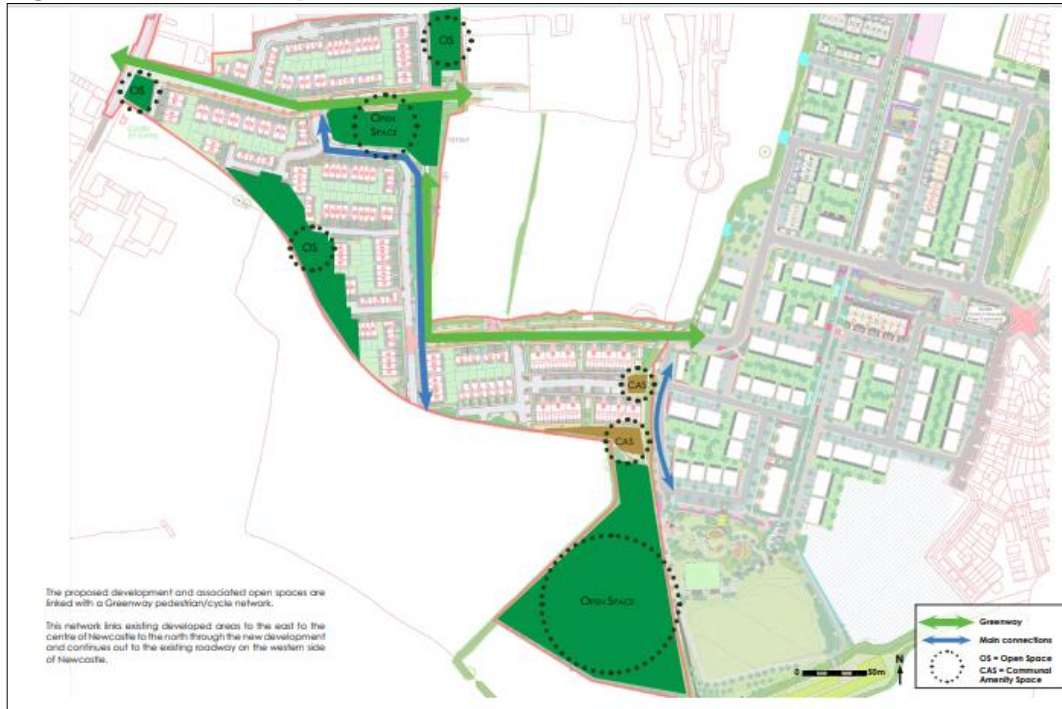 OS
OS
OPEN
SPACE
OS
CAS
CAS
OPEN SPACE
The proposed development and associated open spaces are
linked with a Greenway pedestrian/cycle network.
This network links existing developed areas to the east to the
centre of Newcastle to the north through the new development
and continues out to the existing roadway on the western side
of Newcastle.
50m
N
Greenway
Main connections
OS = Open Space
CAS = Communal
Amenity Space